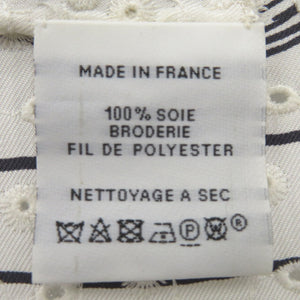 MADE IN FRANCE
100% SOIE
BRODERIE
FIL DE POLYESTER
NETTOYAGE A SEC
P W ®